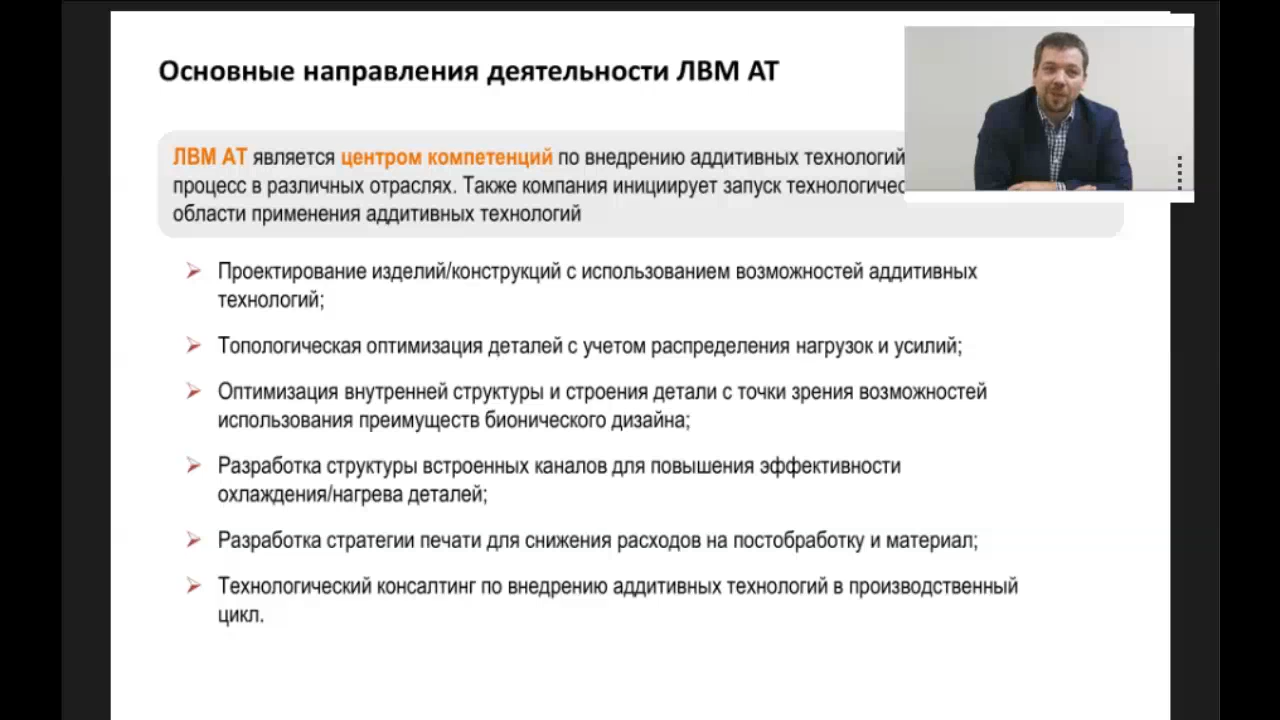 Основные направления деятельности ЛВМ АТ
ЛВМ АТ является центром компетенций по внедрению аддитивных технологий
процесс в различных отраслях. Также компания инициирует запуск
области применения аддитивных технологий
Проектирование изделий/конструкций с использованием возможностей аддитивных
технологий;
Топологическая оптимизация деталей с учетом распределения нагрузок и усилий;
Оптимизация внутренней структуры и строения детали с точки зрения возможностей
использования преимуществ бионического дизайна;
Разработка структуры встроенных каналов для повышения эффективности
охлаждения/нагрева деталей;
Разработка стратегии печати для снижения расходов на постобработку и материал;
Технологический консалтинг по внедрению аддитивных технологий в производственный
цикл.